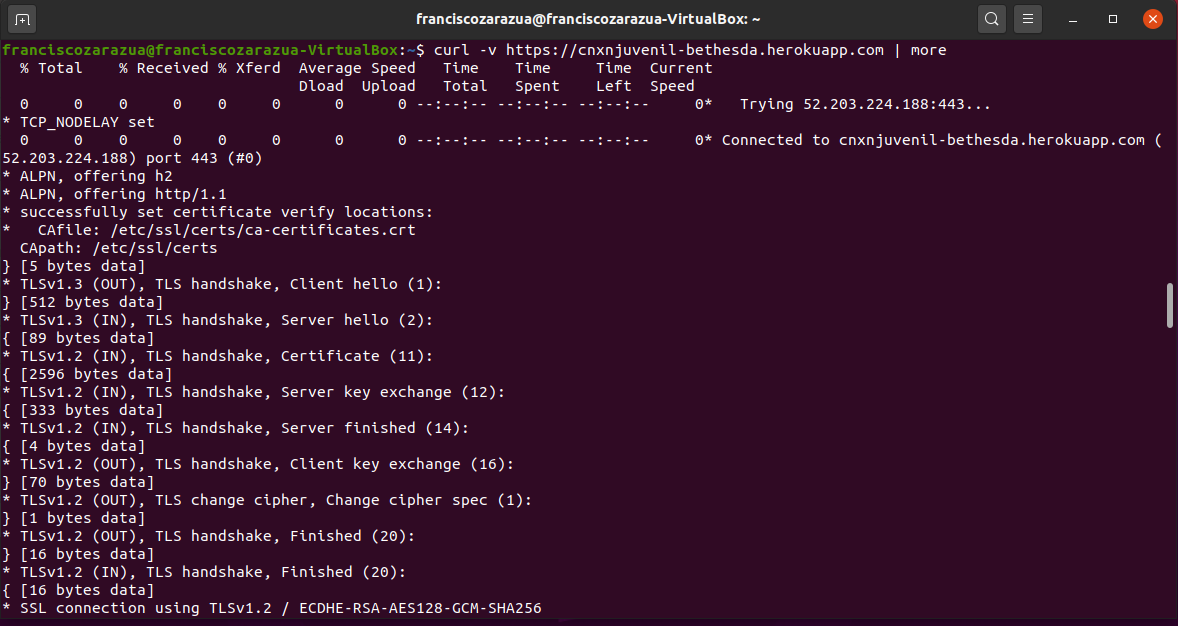 franciscozarazua@franciscozarazua-VirtualBox: ~
franciscozarazua@franciscozarazua-VirtualBox:~$ curl -v https://cnxnjuvenil-bethesda.herokuapp.com | more
  % Total    % Received % Xferd  Average Speed   Time    Time     Time  Current
                                 Dload  Upload   Total   Spent    Left  Speed
  0     0    0     0    0     0      0      0 --:--:-- --:--:-- --:--:--     0*   Trying 52.203.224.188:443...
* TCP_NODELAY set
  0     0    0     0    0     0      0      0 --:--:-- --:--:-- --:--:--     0* Connected to cnxnjuvenil-bethesda.herokuapp.com (
52.203.224.188) port 443 (#0)
* ALPN, offering h2
* ALPN, offering http/1.1
* successfully set certificate verify locations:
*   CAfile: /etc/ssl/certs/ca-certificates.crt
  CApath: /etc/ssl/certs
} [5 bytes data]
* TLSv1.3 (OUT), TLS handshake, Client hello (1):
} [512 bytes data]
* TLSv1.3 (IN), TLS handshake, Server hello (2):
{ [89 bytes data]
* TLSv1.2 (IN), TLS handshake, Certificate (11):
{ [2596 bytes data]
* TLSv1.2 (IN), TLS handshake, Server key exchange (12):
{ [333 bytes data]
* TLSv1.2 (IN), TLS handshake, Server finished (14):
{ [4 bytes data]
* TLSv1.2 (OUT), TLS handshake, Client key exchange (16):
} [70 bytes data]
* TLSv1.2 (OUT), TLS change cipher, Change cipher spec (1):
} [1 bytes data]
* TLSv1.2 (OUT), TLS handshake, Finished (20):
} [16 bytes data]
* TLSv1.2 (IN), TLS handshake, Finished (20):
{ [16 bytes data]
* SSL connection using TLSv1.2 / ECDHE-RSA-AES128-GCM-SHA256